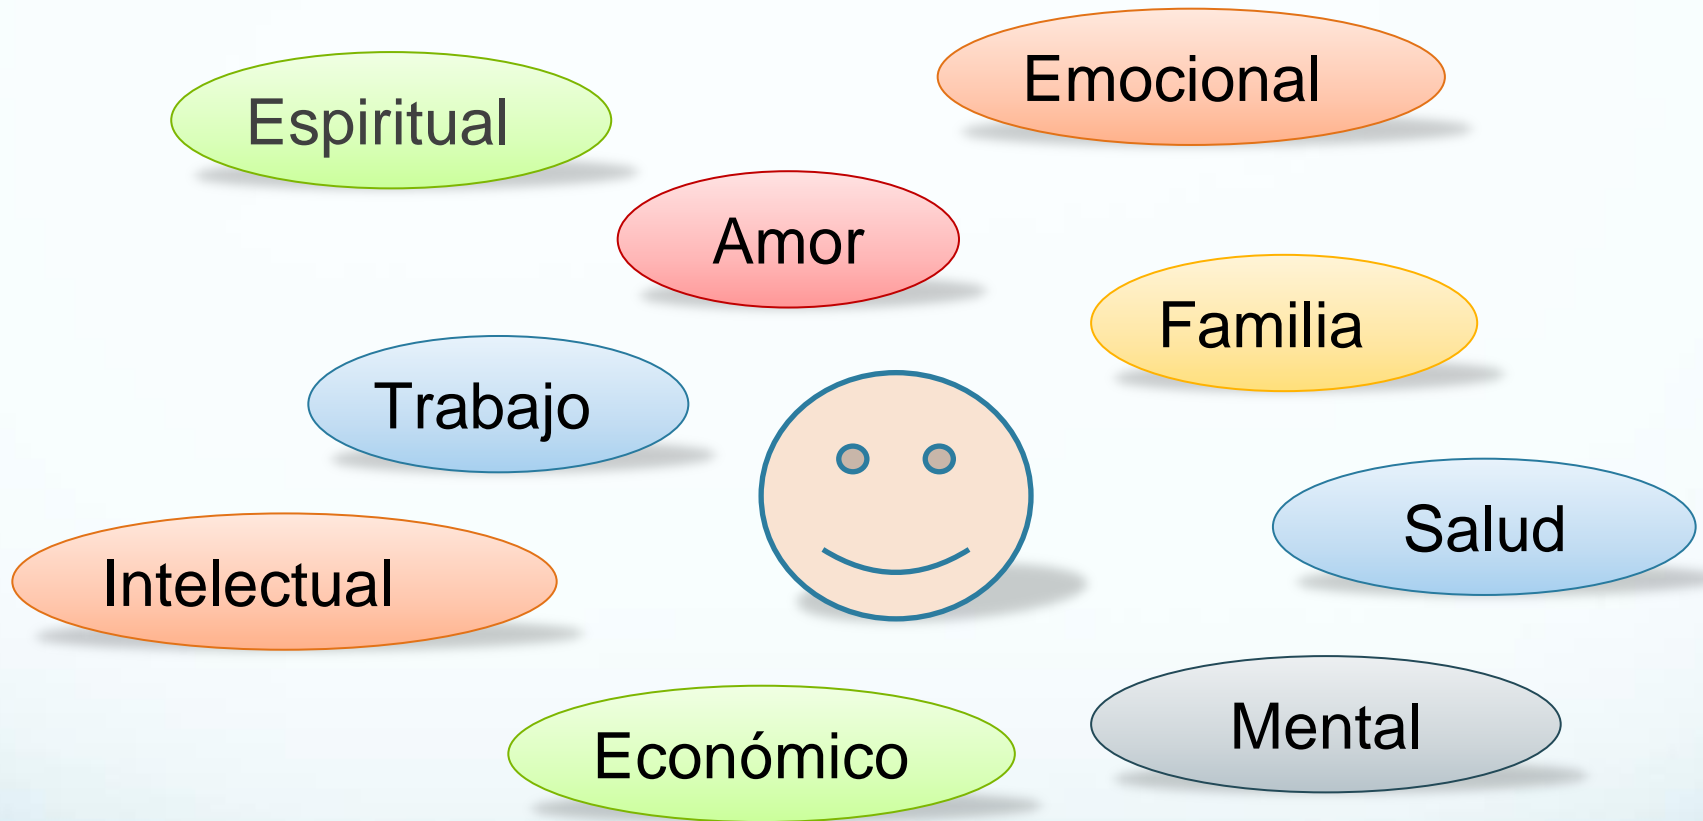 Emocional
Espiritual
Amor
Familia
Trabajo
Salud
Intelectual
Mental
Económico